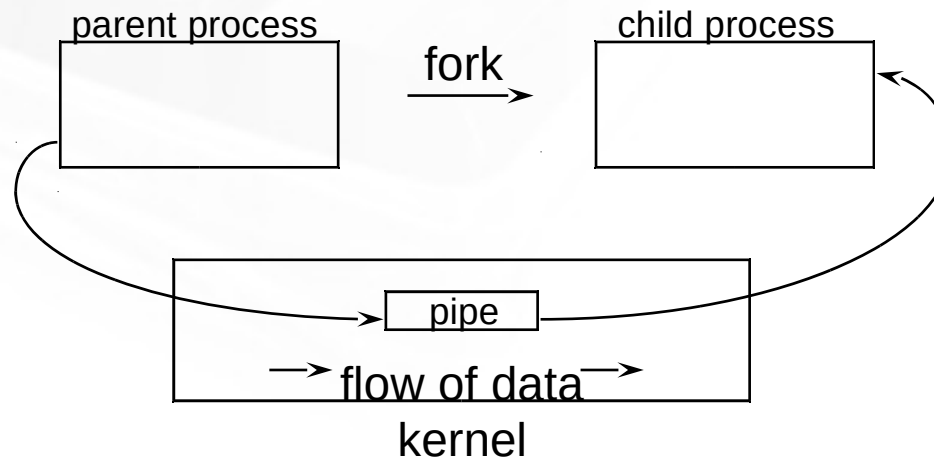 parent process
child process
fork
pipe
flow of data
kernel